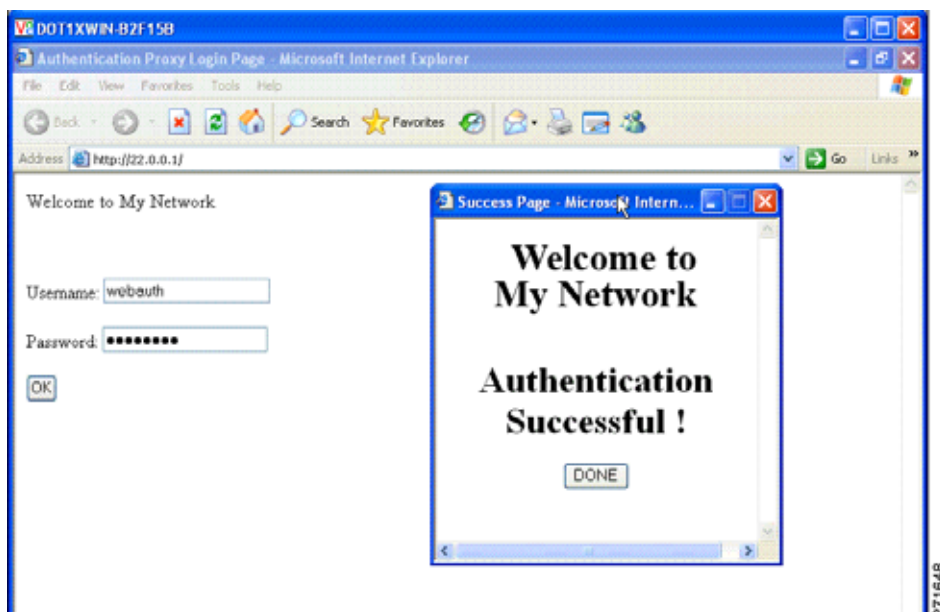 DOT1XWIN-B2F15B
Authentication Proxy Login Page - Microsoft Internet Explorer
File Edit View Favorites Tools Help
Back Search Favorites
Address http://22.0.0.1/ Go Links »
Welcome to My Network
Username: webauth
Password: ••••••••
OK
Success Page - Microsoft Intern...
Welcome to
My Network
Authentication
Successful !
DONE